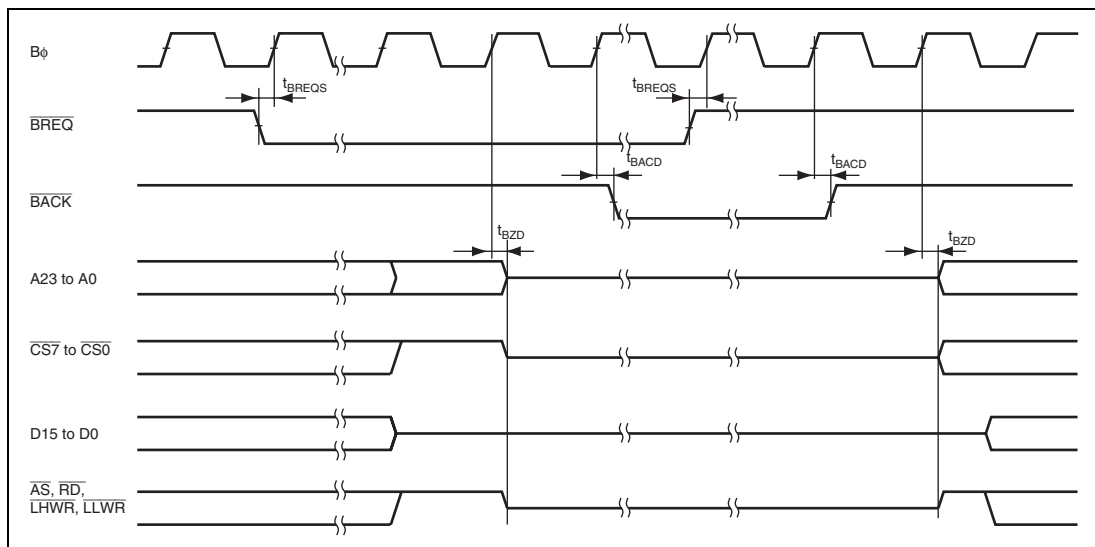 Bϕ
tBREQS
tBREQS
BREQ
tBACD
tBACD
BACK
tBZD
tBZD
A23 to A0
CS7 to CS0
D15 to D0
AS, RD,
LHWR, LLWR